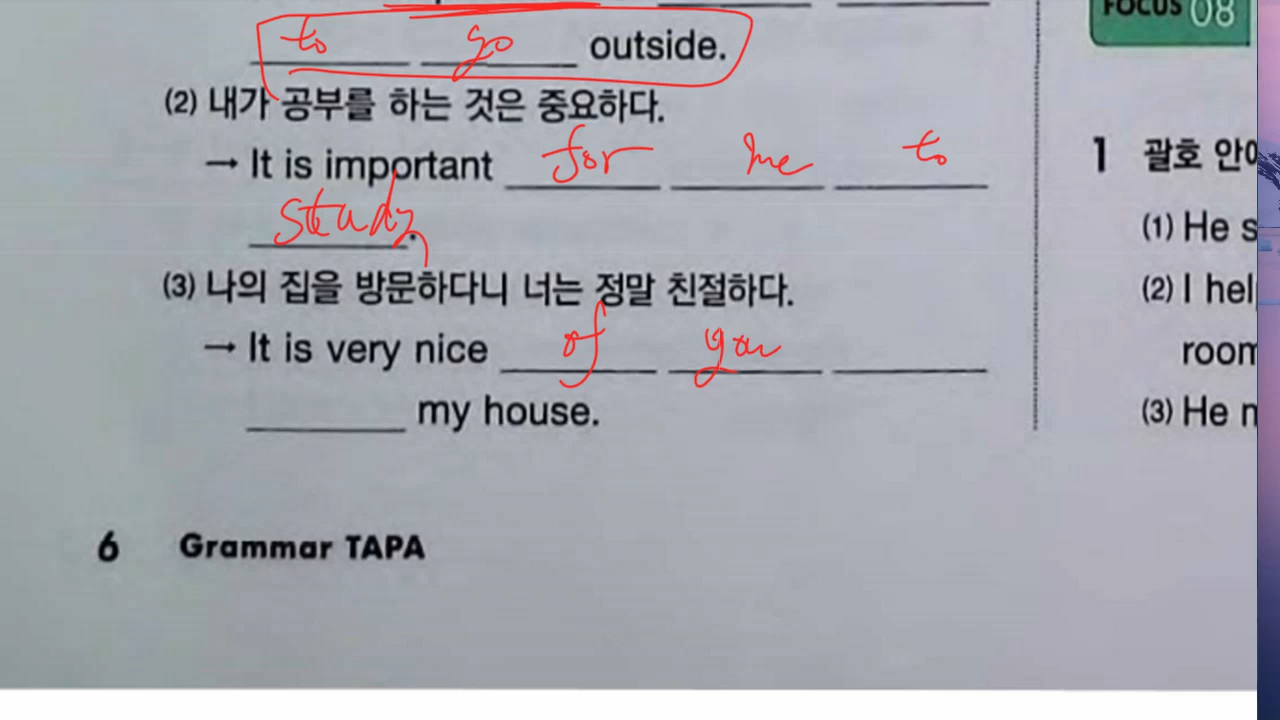 to go outside.
(2) 내가 공부를 하는 것은 중요하다.
→ It is important for me to
study.
(3) 나의 집을 방문하다니 너는 정말 친절하다.
→ It is very nice of you
my house.
6 Grammar TAPA
FOCUS 08
1 괄호 안에
(1) He s
(2) I hel
room
(3) He